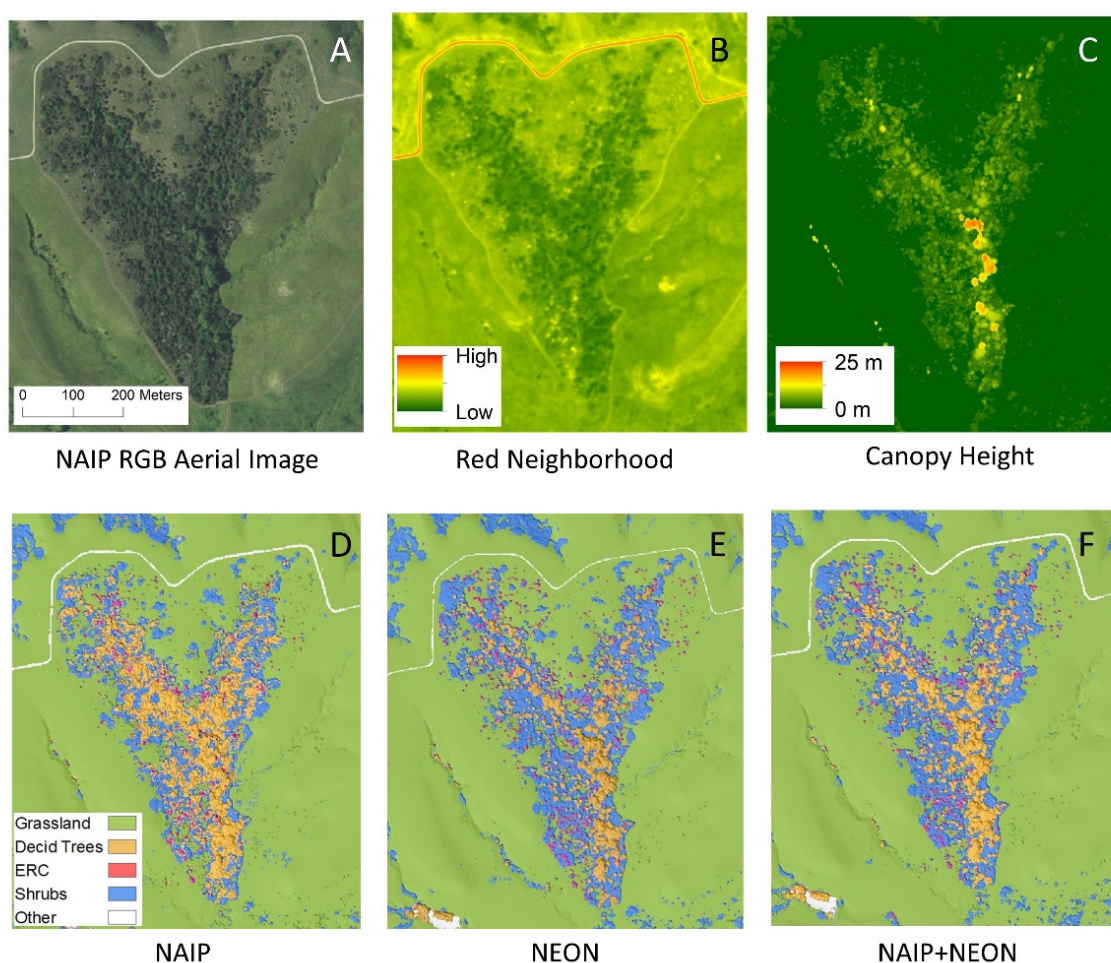 A
B
C
0 100 200 Meters
High
Low
25 m
0 m
NAIP RGB Aerial Image
Red Neighborhood
Canopy Height
D
E
F
Grassland
Decid Trees
ERC
Shrubs
Other
NAIP
NEON
NAIP+NEON